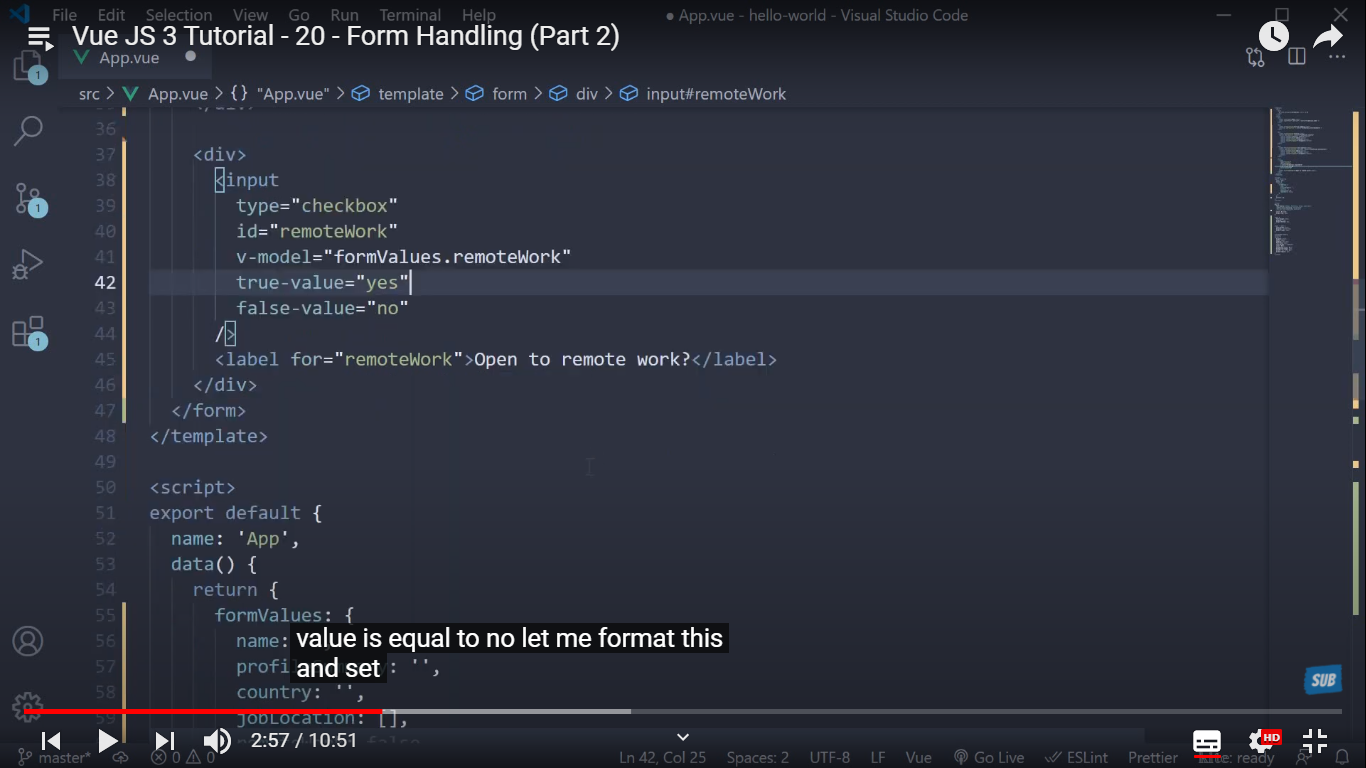 File Edit Selection View Go Run Terminal Help
● App.vue - hello-world - Visual Studio Code
Vue JS 3 Tutorial - 20 - Form Handling (Part 2)
App.vue
src > App.vue > {} "App.vue" > template > form > div > input#remoteWork
36
37 <div>
38 <input
39 type="checkbox"
40 id="remoteWork"
41 v-model="formValues.remoteWork"
42 true-value="yes"
43 false-value="no"
44 />
45 <label for="remoteWork">Open to remote work?</label>
46 </div>
47 </form>
48 </template>
49
50 <script>
51 export default {
52 name: 'App',
53 data() {
54 return {
55 formValues: {
56 name:
value is equal to no let me format this
57 : '',
and set
58 country: '',
59 jobLocation: [],
SUB
2:57 / 10:51
HD
master* 0 0 Ln 42, Col 25 Spaces: 2 UTF-8 LF Vue Go Live ESLint Prettier ready
1
1
1